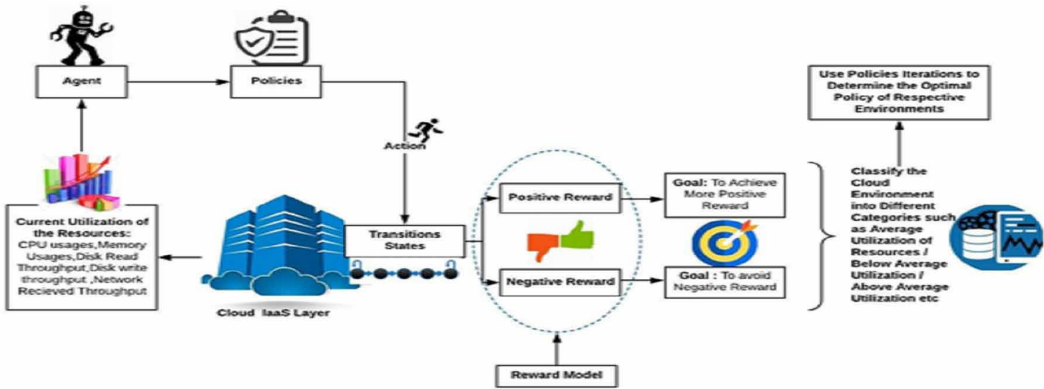 Agent
Policies
Use Policies Iterations to
Determine the Optimal
Policy of Respective
Environments
Action
Current Utilization of
the Resources:
CPU usages,Memory
Usages,Disk Read
Throughput,Disk write
throughput ,Network
Recieved Throughput
Cloud IaaS Layer
Transitions
States
Positive Reward
Negative Reward
Goal: To Achieve
More Positive
Reward
Goal : To avoid
Negative Reward
Classify the
Cloud
Environment
into Different
Categories such
as Average
Utilization of
Resources /
Below Average
Utilization /
Above Average
Utilization etc
Reward Model